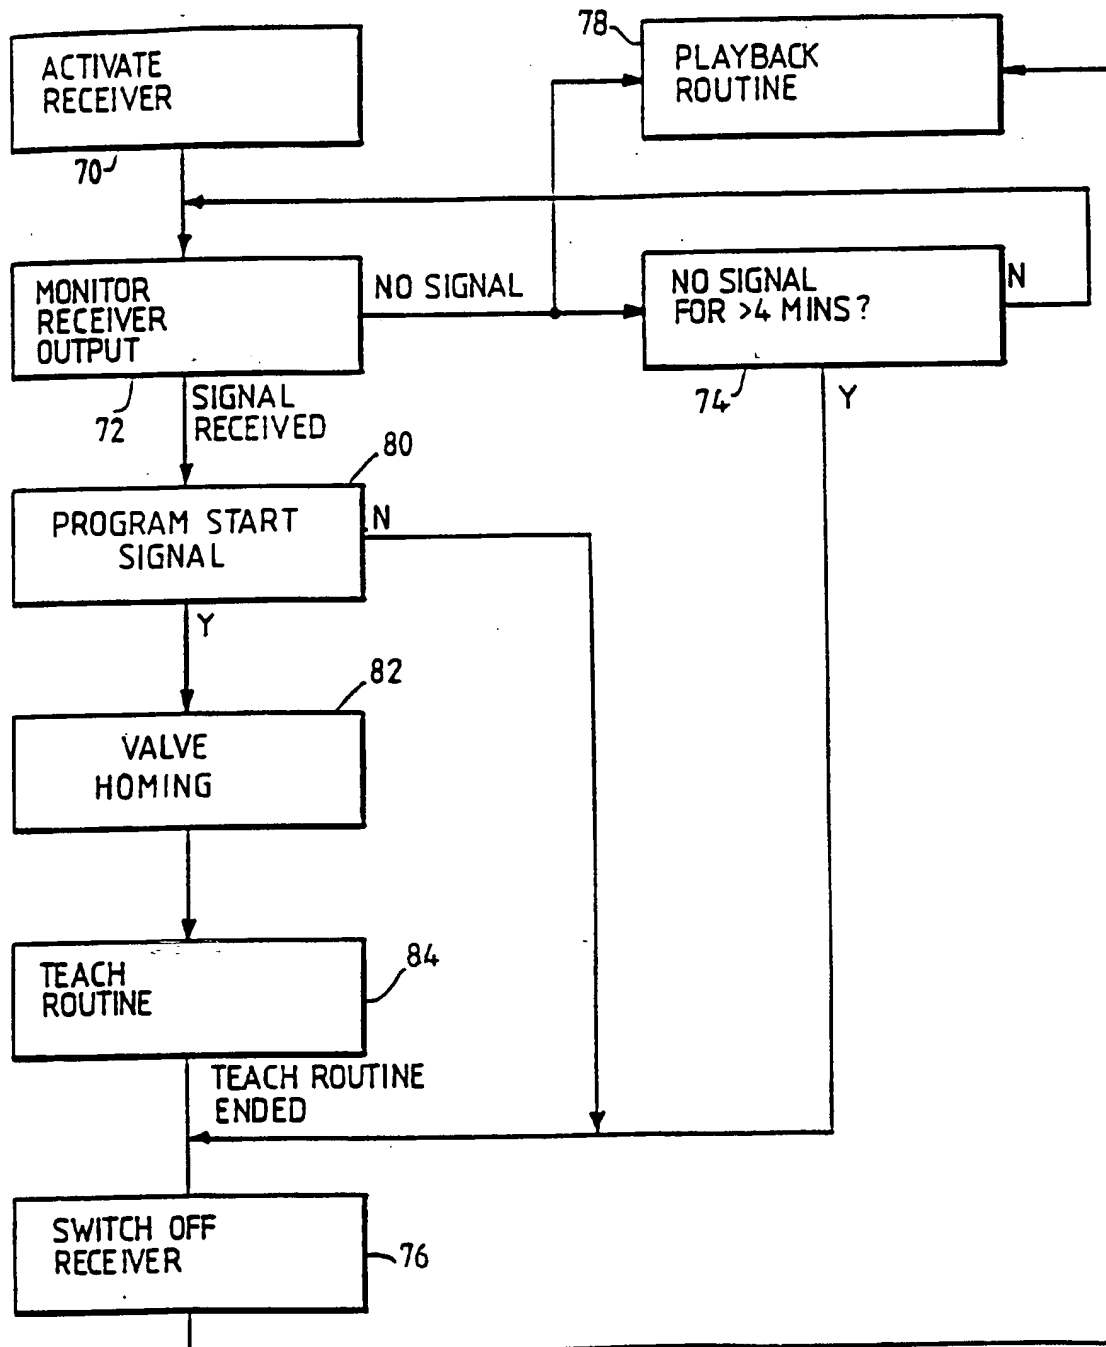 ACTIVATE
RECEIVER
70
78
PLAYBACK
ROUTINE
MONITOR
RECEIVER
OUTPUT
72
NO SIGNAL
NO SIGNAL
FOR >4 MINS?
N
74
Y
SIGNAL
RECEIVED
80
PROGRAM START
SIGNAL
N
Y
82
VALVE
HOMING
84
TEACH
ROUTINE
TEACH ROUTINE
ENDED
SWITCH OFF
RECEIVER
76